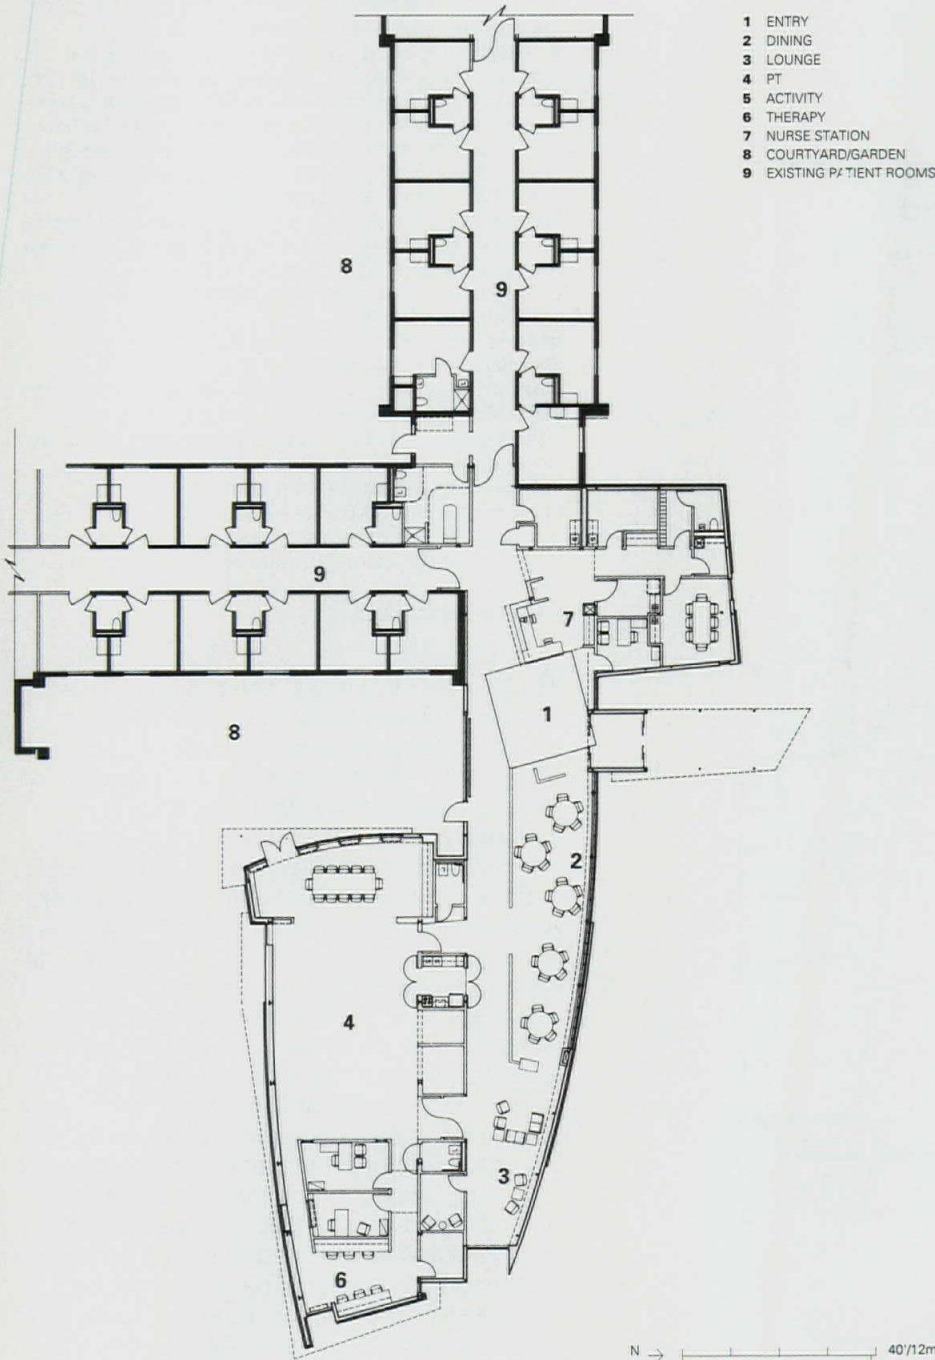 1 ENTRY
2 DINING
3 LOUNGE
4 PT
5 ACTIVITY
6 THERAPY
7 NURSE STATION
8 COURTYARD/GARDEN
9 EXISTING PATIENT ROOMS
8
9
9
7
1
8
2
4
3
6
N 40'/12m